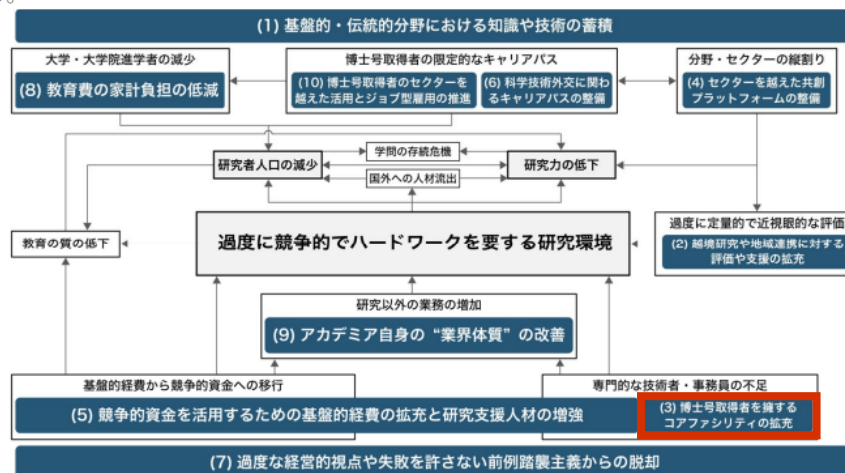 る。
(1) 基盤的・伝統的分野における知識や技術の蓄積
大学・大学院進学者の減少
(8) 教育費の家計負担の低減
博士号取得者の限定的なキャリアパス
(10) 博士号取得者のセクターを
越えた活用とジョブ型雇用の推進
(6) 科学技術外交に関わ
るキャリアパスの整備
分野・セクターの縦割り
(4) セクターを越えた共創
プラットフォームの整備
学問の存続危機
研究者人口の減少
研究力の低下
国外への人材流出
教育の質の低下
過度に競争的でハードワークを要する研究環境
過度に定量的で近視眼的な評価
(2) 越境研究や地域連携に対する
評価や支援の拡充
研究以外の業務の増加
(9) アカデミア自身の“業界体質”の改善
基盤的経費から競争的資金への移行
専門的な技術者・事務員の不足
(5) 競争的資金を活用するための基盤的経費の拡充と研究支援人材の増強
(3) 博士号取得者を擁する
コアファシリティの拡充
(7) 過度な経営的視点や失敗を許さない前例踏襲主義からの脱却